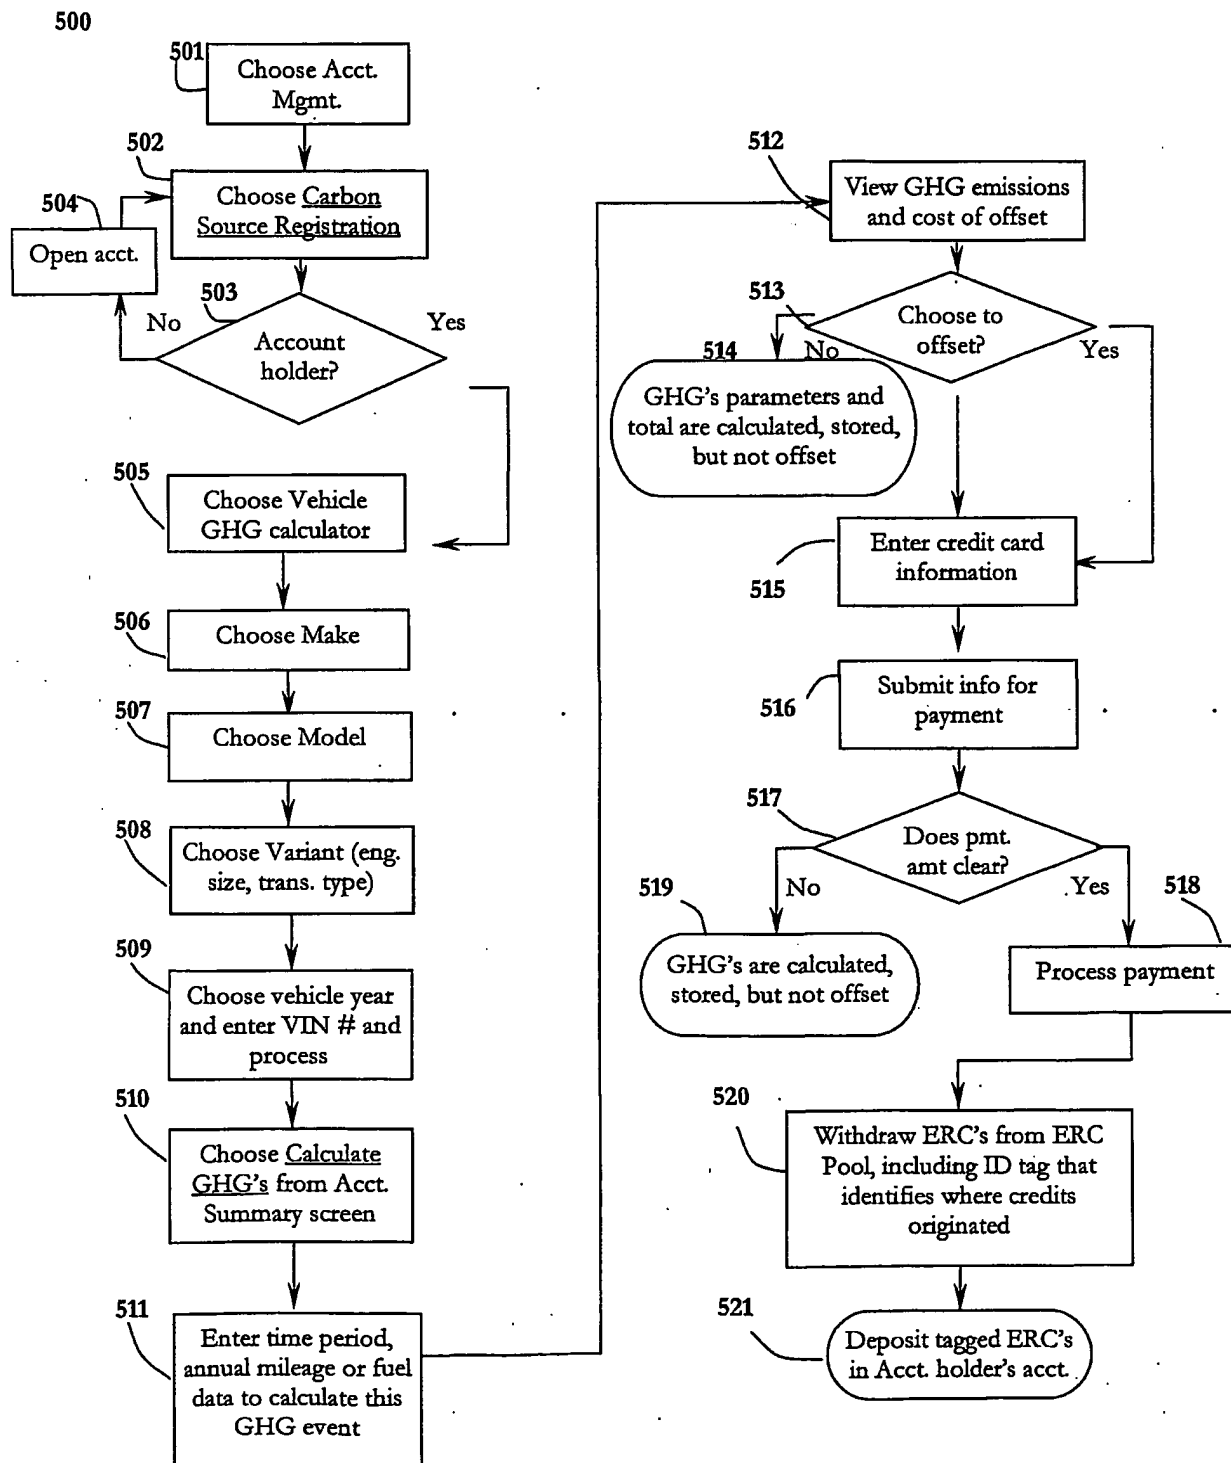 500
501
Choose Acct.
Mgmt.
502
Choose Carbon
Source Registration
504
Open acct.
503
No
Yes
Account
holder?
505
Choose Vehicle
GHG calculator
506
Choose Make
507
Choose Model
508
Choose Variant (eng.
size, trans. type)
509
Choose vehicle year
and enter VIN # and
process
510
Choose Calculate
GHG's from Acct.
Summary screen
511
Enter time period,
annual mileage or fuel
data to calculate this
GHG event
512
View GHG emissions
and cost of offset
513
Choose to
offset?
No
Yes
514
GHG's parameters and
total are calculated, stored,
but not offset
515
Enter credit card
information
516
Submit info for
payment
517
Does pmt.
amt clear?
No
Yes
519
GHG's are calculated,
stored, but not offset
518
Process payment
520
Withdraw ERC's from ERC
Pool, including ID tag that
identifies where credits
originated
521
Deposit tagged ERC's
in Acct. holder's acct.